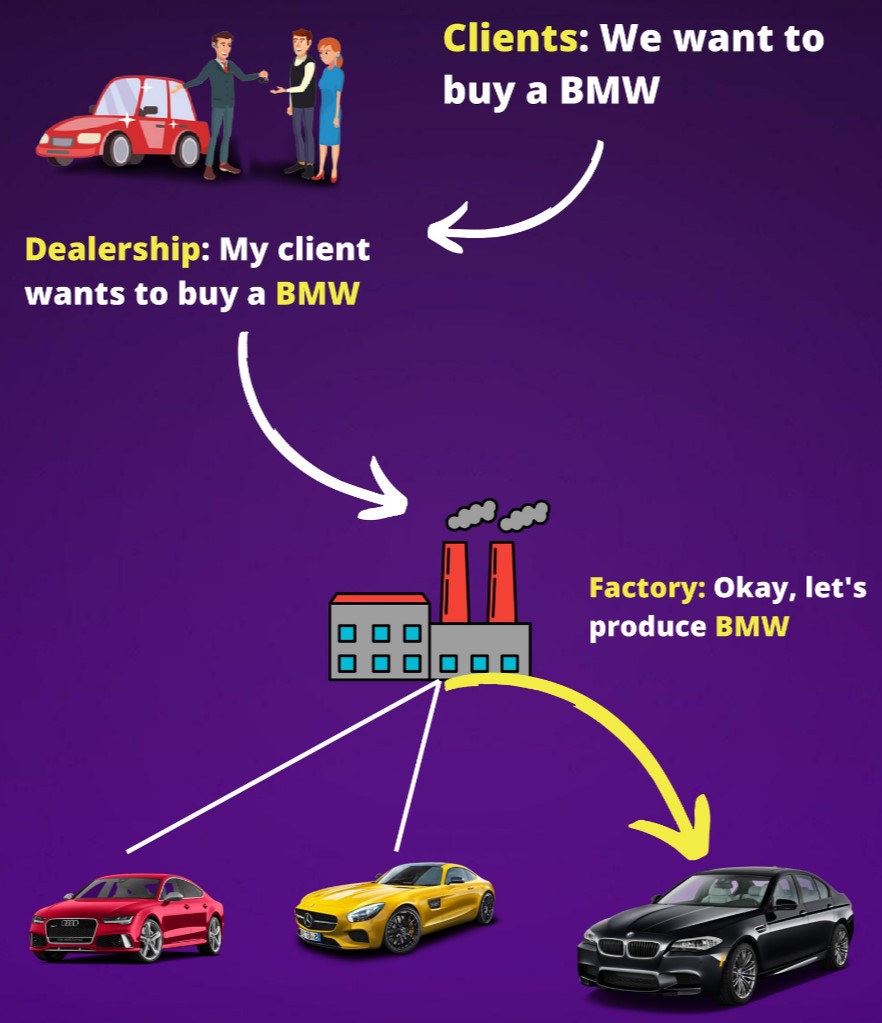 Clients: We want to
buy a BMW
Dealership: My client
wants to buy a BMW
Factory: Okay, let's
produce BMW